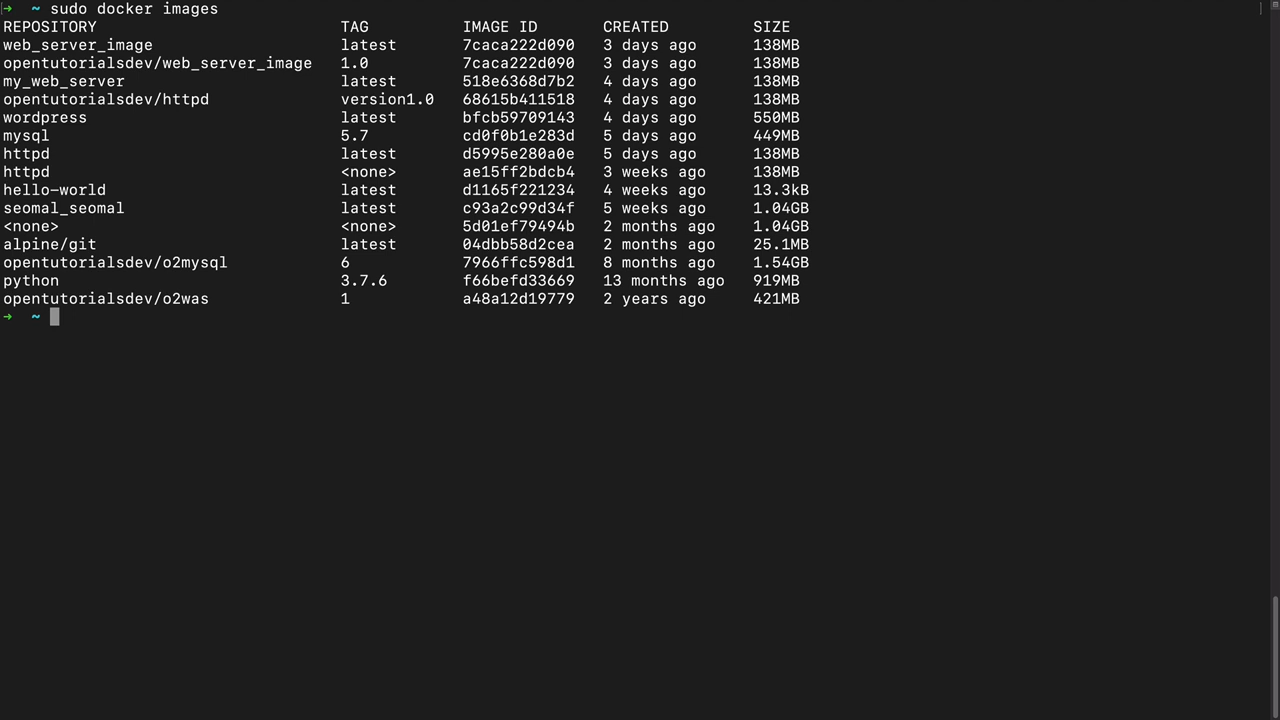 →  ~ sudo docker images
REPOSITORY TAG IMAGE ID CREATED SIZE
web_server_image latest 7caca222d090 3 days ago 138MB
opentutorialsdev/web_server_image 1.0 7caca222d090 3 days ago 138MB
my_web_server latest 518e6368d7b2 4 days ago 138MB
opentutorialsdev/httpd version1.0 68615b411518 4 days ago 138MB
wordpress latest bfcb59709143 4 days ago 550MB
mysql 5.7 cd0f0b1e283d 5 days ago 449MB
httpd latest d5995e280a0e 5 days ago 138MB
httpd <none> ae15ff2bdcb4 3 weeks ago 138MB
hello-world latest d1165f221234 4 weeks ago 13.3kB
seomal_seomal latest c93a2c99d34f 5 weeks ago 1.04GB
<none> <none> 5d01ef79494b 2 months ago 1.04GB
alpine/git latest 04dbb58d2cea 2 months ago 25.1MB
opentutorialsdev/o2mysql 6 7966ffc598d1 8 months ago 1.54GB
python 3.7.6 f66befd33669 13 months ago 919MB
opentutorialsdev/o2was 1 a48a12d19779 2 years ago 421MB
→  ~